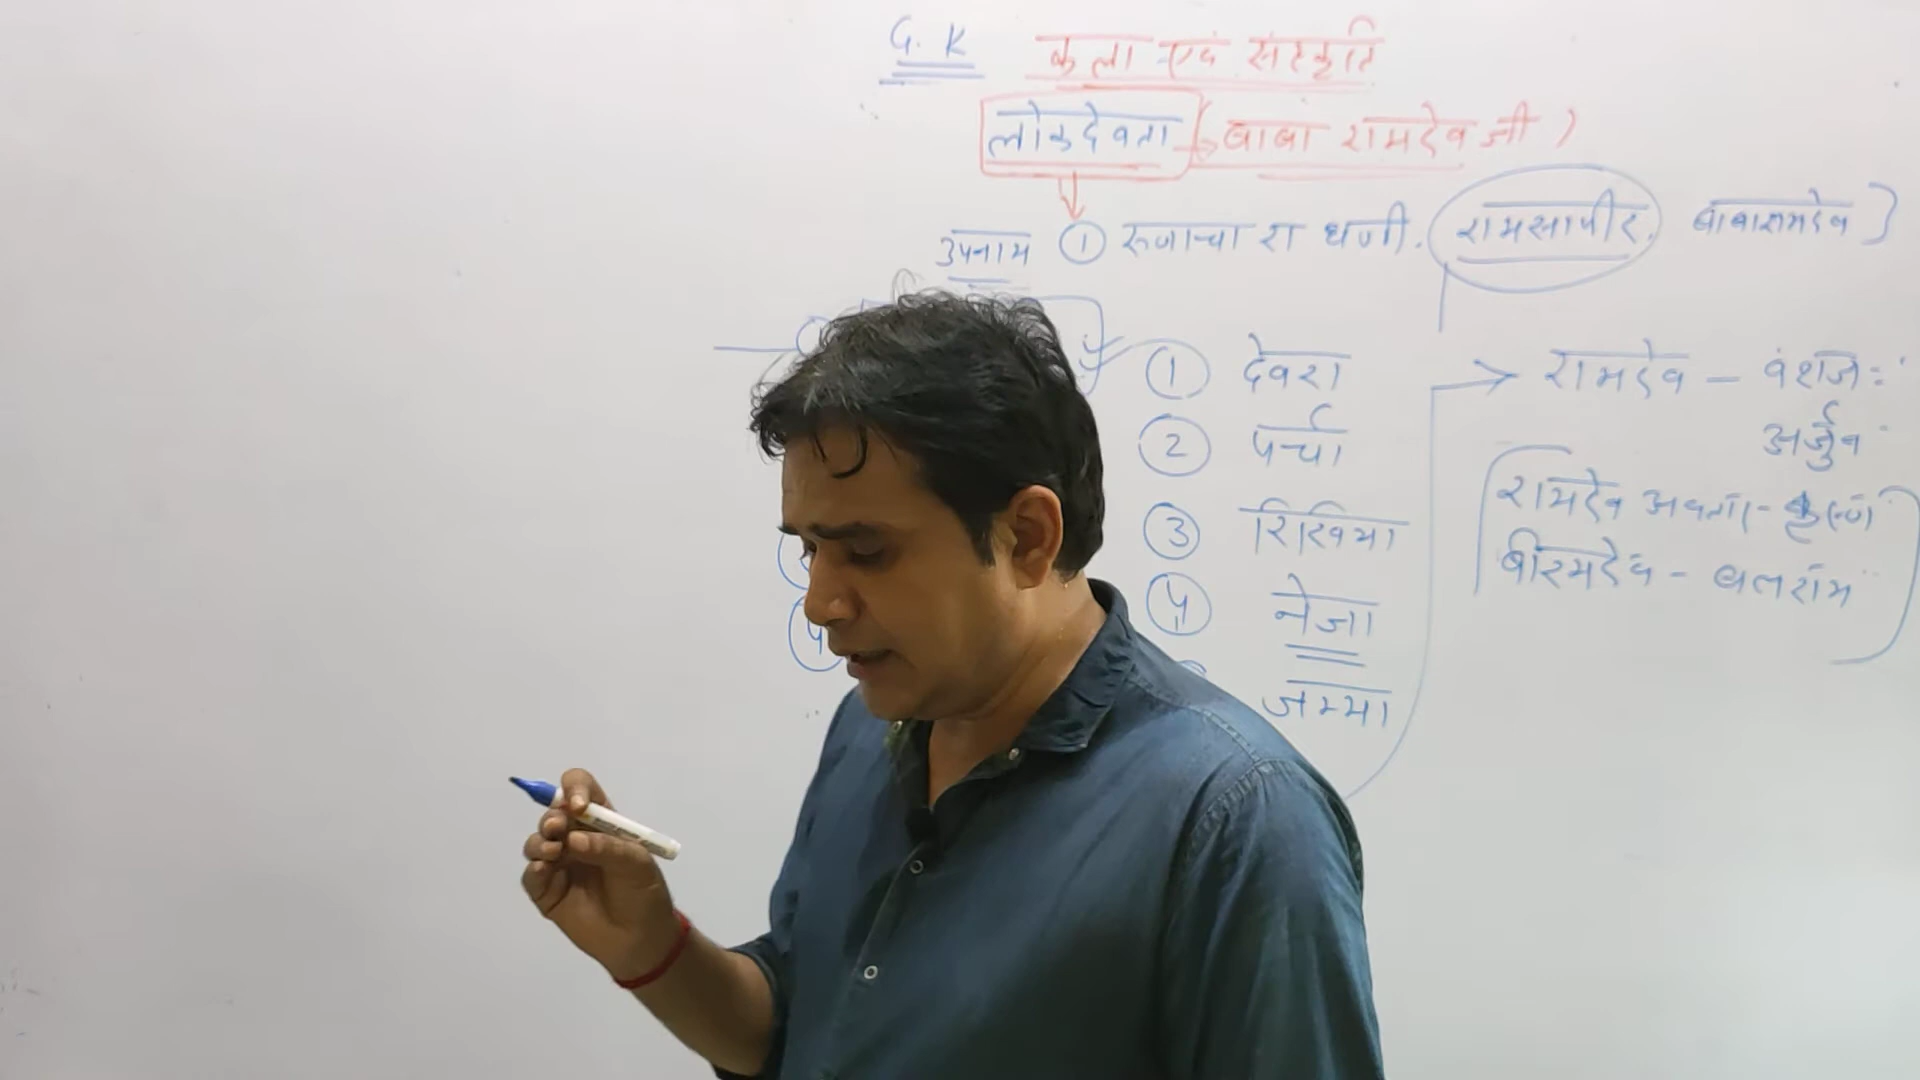 G. K कला एवं संस्कृति
लोकदेवता → बाबा रामदेव जी )
उपनाम ① रूणाचा रा धणी. रामसापीर. बाबारामदेव ]
① देवरा
② पर्चा
③ रिखिया
④ नेजा
जम्मा
→ रामदेव - वंशज :
अर्जुन
रामदेव अवतार - कृष्ण
बीरमदेव - बलराम